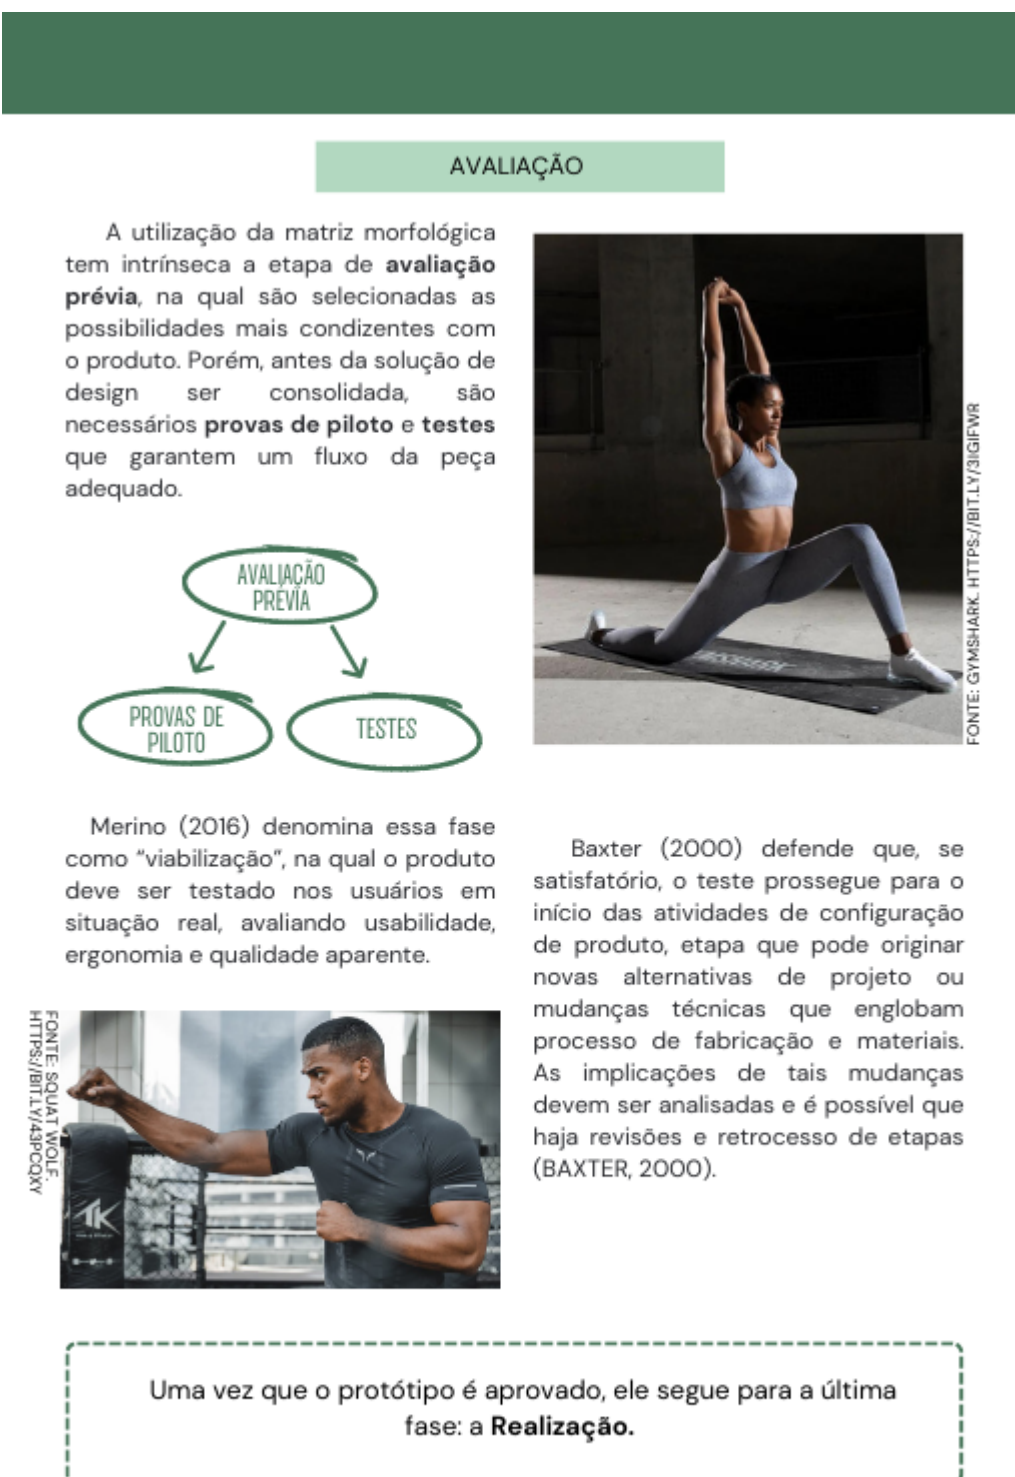 AVALIAÇÃO
A utilização da matriz morfológica
tem intrínseca a etapa de avaliação
prévia, na qual são selecionadas as
possibilidades mais condizentes com
o produto. Porém, antes da solução de
design ser consolidada, são
necessários provas de piloto e testes
que garantem um fluxo da peça
adequado.
AVALIAÇÃO
PRÉVIA
PROVAS DE
PILOTO
TESTES
Merino (2016) denomina essa fase
como “viabilização”, na qual o produto
deve ser testado nos usuários em
situação real, avaliando usabilidade,
ergonomia e qualidade aparente.
FONTE: SQUAT WOLF.
HTTPS://BIT.LY/43PCQXY
TK
FONTE: GYMSHARK. HTTPS://BIT.LY/3IGIFWR
Baxter (2000) defende que, se
satisfatório, o teste prossegue para o
início das atividades de configuração
de produto, etapa que pode originar
novas alternativas de projeto ou
mudanças técnicas que englobam
processo de fabricação e materiais.
As implicações de tais mudanças
devem ser analisadas e é possível que
haja revisões e retrocesso de etapas
(BAXTER, 2000).
Uma vez que o protótipo é aprovado, ele segue para a última
fase: a Realização.